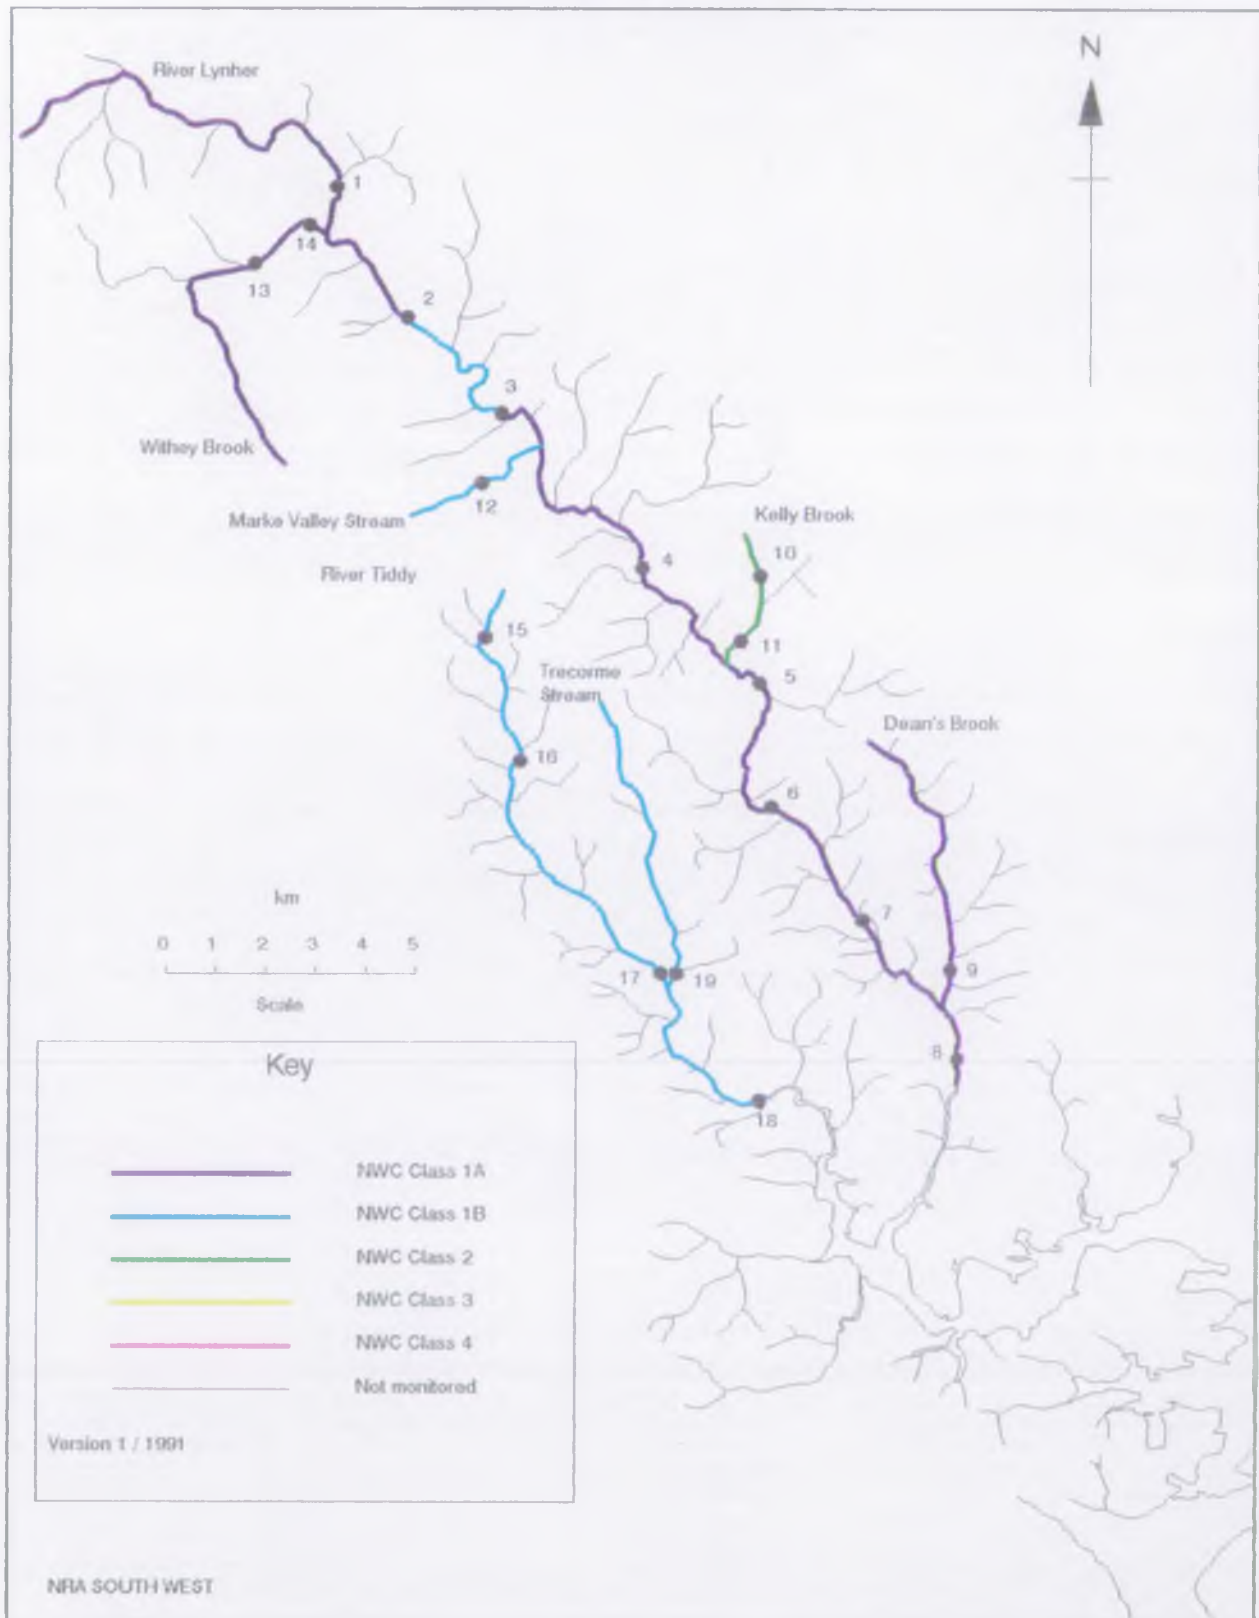 N
River Lynher
1
14
13
2
3
Withey Brook
12
Marke Valley Stream
Kelly Brook
10
4
River Tiddy
15
11
Trecorme
Stream
5
Dean's Brook
16
6
km
0 1 2 3 4 5
Scale
7
17
19
9
8
18
Key
NWC Class 1A
NWC Class 1B
NWC Class 2
NWC Class 3
NWC Class 4
Not monitored
Version 1 / 1991
NRA SOUTH WEST